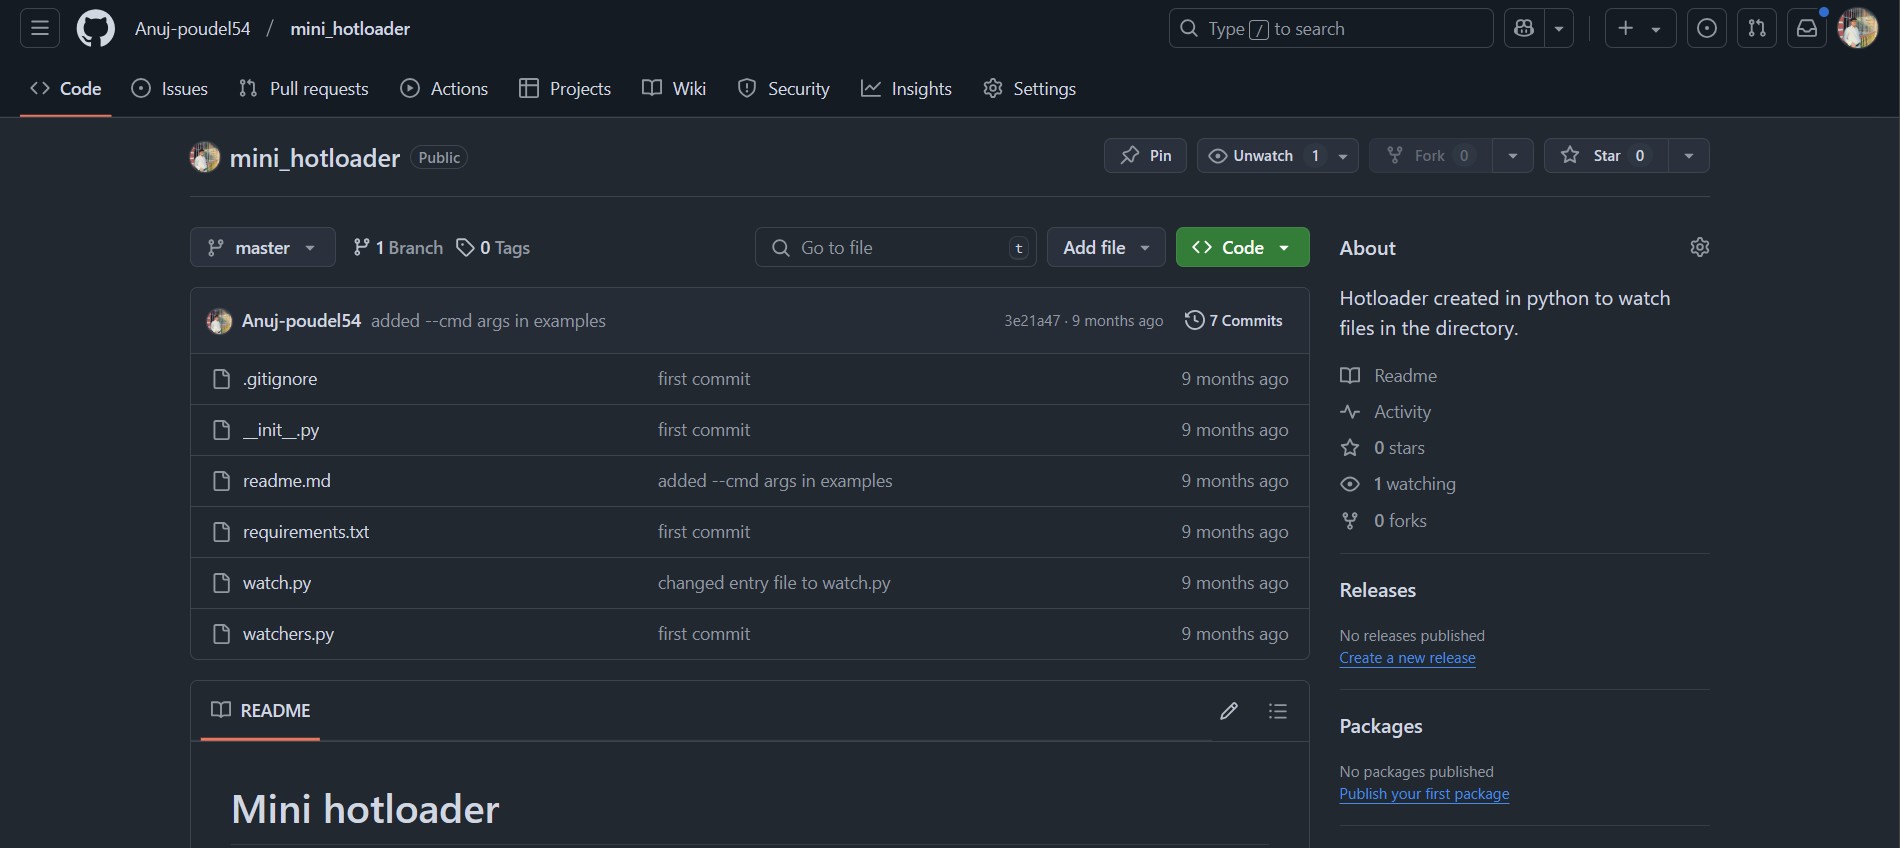 Anuj-poudel54 / mini_hotloader
Type / to search
Code Issues Pull requests Actions Projects Wiki Security Insights Settings
mini_hotloader Public
Pin Unwatch 1 Fork 0 Star 0
master 1 Branch 0 Tags
Go to file t Add file Code
Anuj-poudel54 added --cmd args in examples 3e21a47 · 9 months ago 7 Commits
.gitignore first commit 9 months ago
__init__.py first commit 9 months ago
readme.md added --cmd args in examples 9 months ago
requirements.txt first commit 9 months ago
watch.py changed entry file to watch.py 9 months ago
watchers.py first commit 9 months ago
README
Mini hotloader
About
Hotloader created in python to watch
files in the directory.
Readme
Activity
0 stars
1 watching
0 forks
Releases
No releases published
Create a new release
Packages
No packages published
Publish your first package